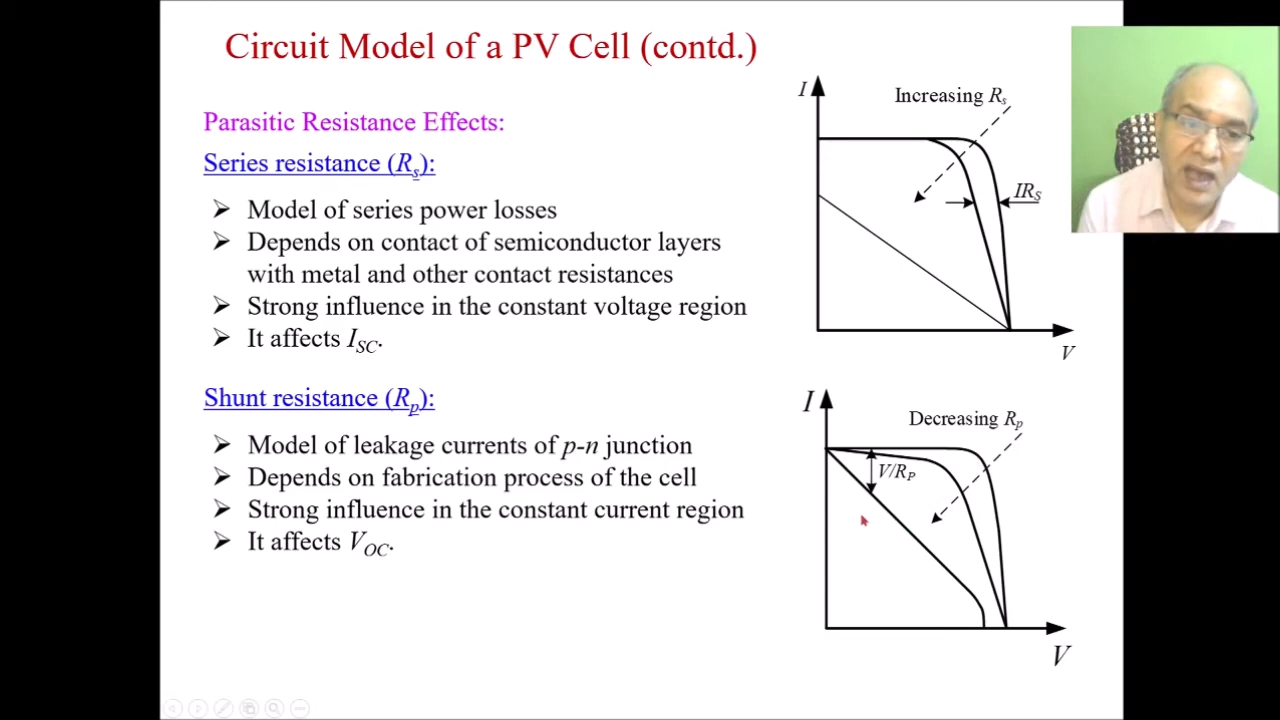 Circuit Model of a PV Cell (contd.)
Parasitic Resistance Effects:
Series resistance (Rs):
➢ Model of series power losses
➢ Depends on contact of semiconductor layers
with metal and other contact resistances
➢ Strong influence in the constant voltage region
➢ It affects ISC.
Shunt resistance (Rp):
➢ Model of leakage currents of p-n junction
➢ Depends on fabrication process of the cell
➢ Strong influence in the constant current region
➢ It affects VOC.
I
Increasing Rs
IRS
V
I
Decreasing Rp
V/RP
V